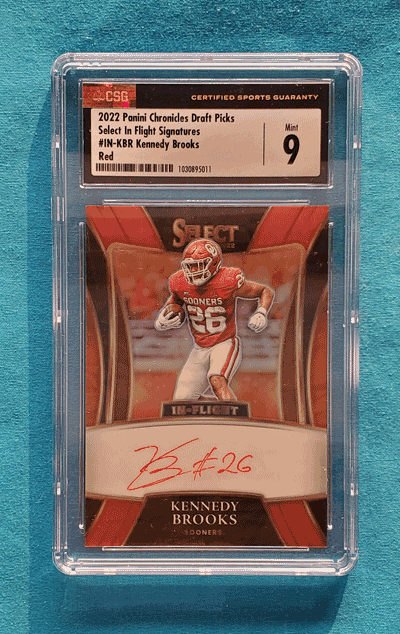 CSG
CERTIFIED SPORTS GUARANTY
2022 Panini Chronicles Draft Picks
Select In Flight Signatures
#IN-KBR Kennedy Brooks
Red
1030895011
Mint
9
SELECT
SOONERS
26
IN FLIGHT
KB #26
KENNEDY
BROOKS
SOONERS